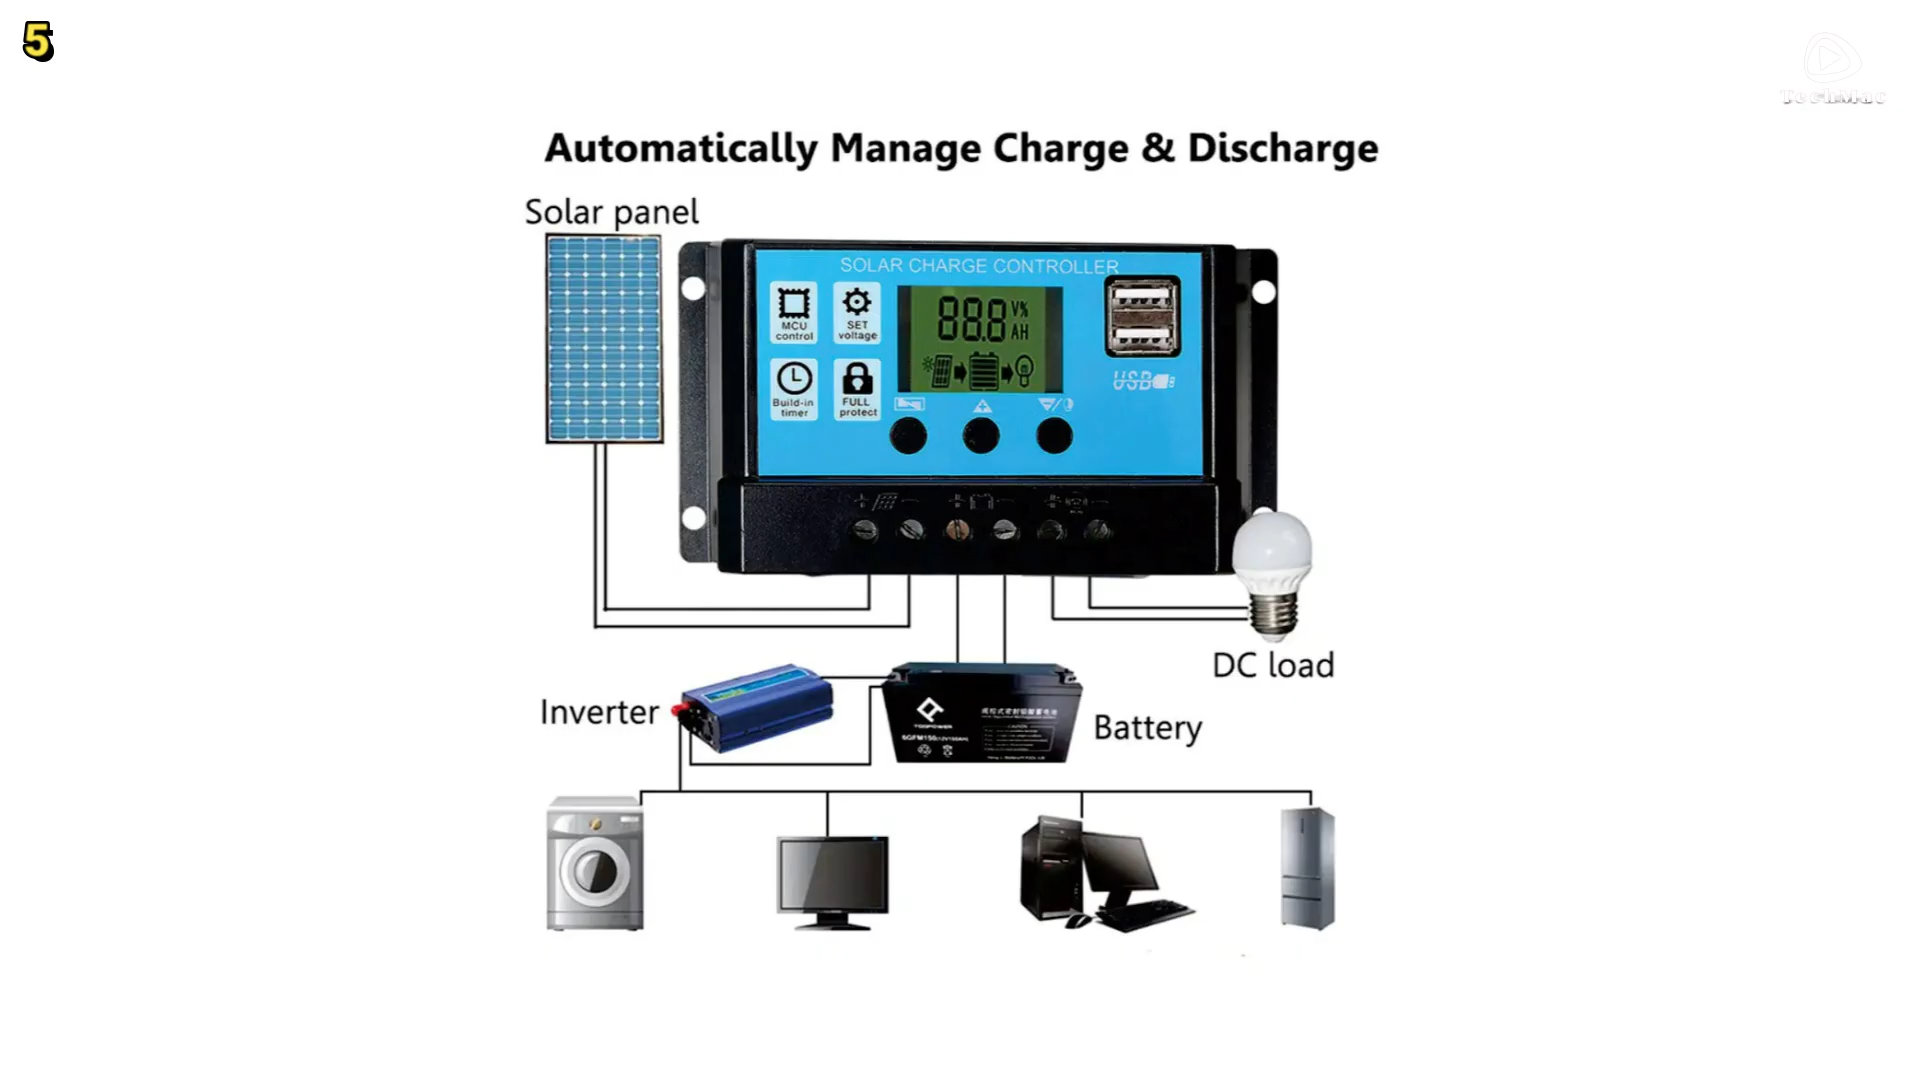 5
TechMac
Automatically Manage Charge & Discharge
Solar panel
SOLAR CHARGE CONTROLLER
MCU
control
SET
voltage
88.8 V%
AH
Build-in
timer
FULL
protect
USB
DC load
Inverter
Battery